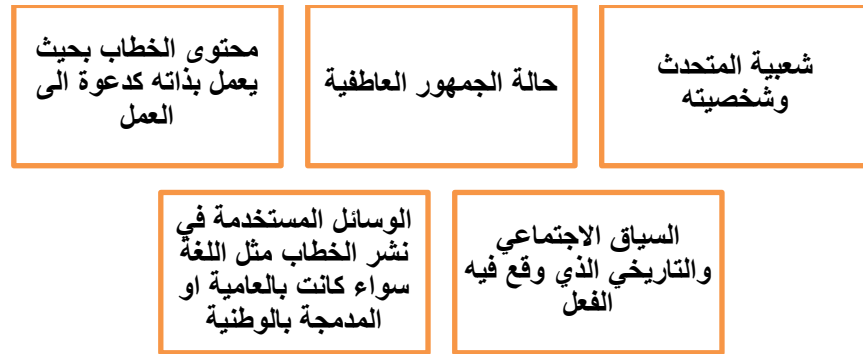 شعبية المتحدث
وشخصيته
حالة الجمهور العاطفية
محتوى الخطاب بحيث
يعمل بذاته كدعوة الى
العمل
السياق الاجتماعي
والتاريخي الذي وقع فيه
الفعل
الوسائل المستخدمة في
نشر الخطاب مثل اللغة
سواء كانت بالعامية او
المدمجة بالوطنية